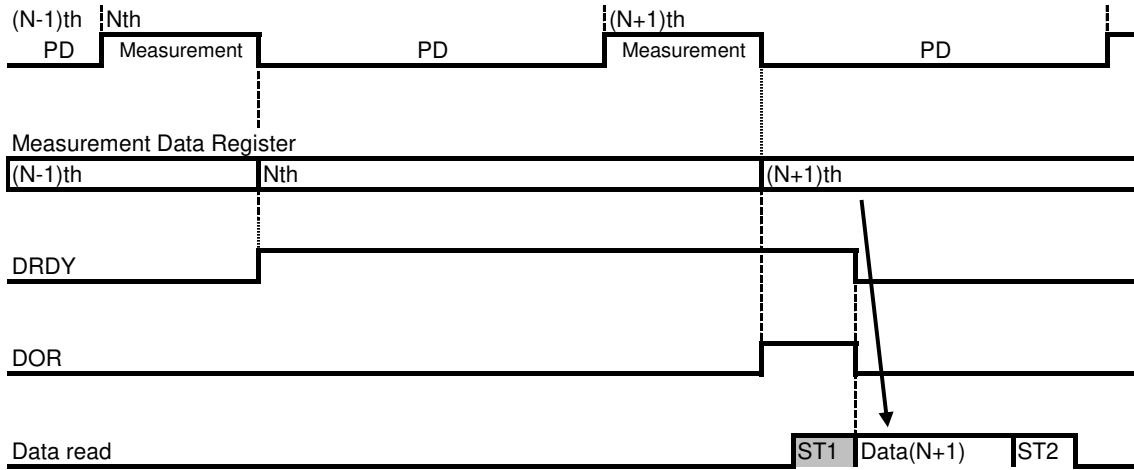 (N-1)th Nth (N+1)th
PD Measurement PD Measurement PD
Measurement Data Register
(N-1)th Nth (N+1)th
DRDY
DOR
Data read ST1 Data(N+1) ST2